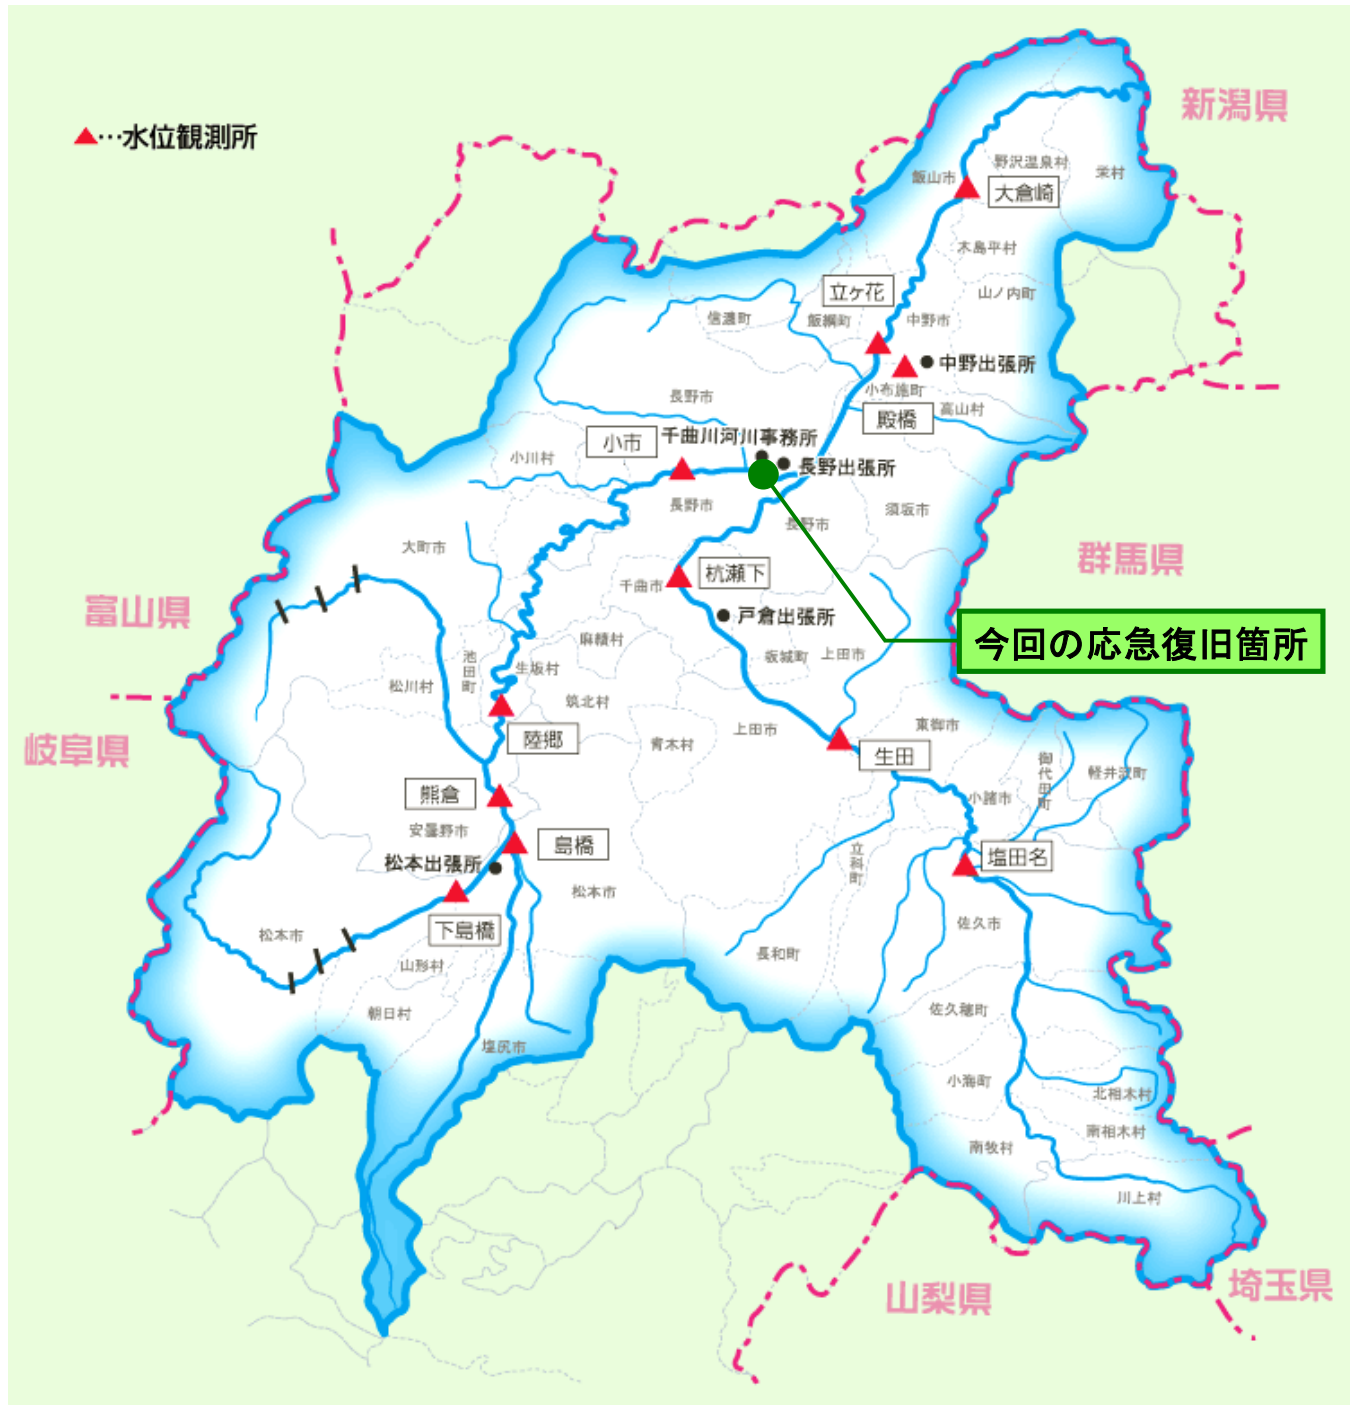 新潟県
▲…水位観測所
野沢温泉村
栄村
飯山市
大倉崎
木島平村
立ヶ花
山ノ内町
信濃町
飯綱町
中野市
中野出張所
小布施町
長野市
高山村
殿橋
小市
千曲川河川事務所
小川村
長野出張所
長野市
須坂市
長野市
大町市
群馬県
杭瀬下
千曲市
富山県
戸倉出張所
麻績村
今回の応急復旧箇所
坂城町
上田市
池田町
生坂村
松川村
筑北村
東御市
上田市
陸郷
青木村
岐阜県
生田
御代田町
軽井沢町
熊倉
小諸市
安曇野市
島橋
塩田名
松本出張所
立科町
松本市
佐久市
下島橋
松本市
長和町
山形村
佐久穂町
朝日村
塩尻市
小海町
北相木村
南相木村
南牧村
川上村
山梨県
埼玉県